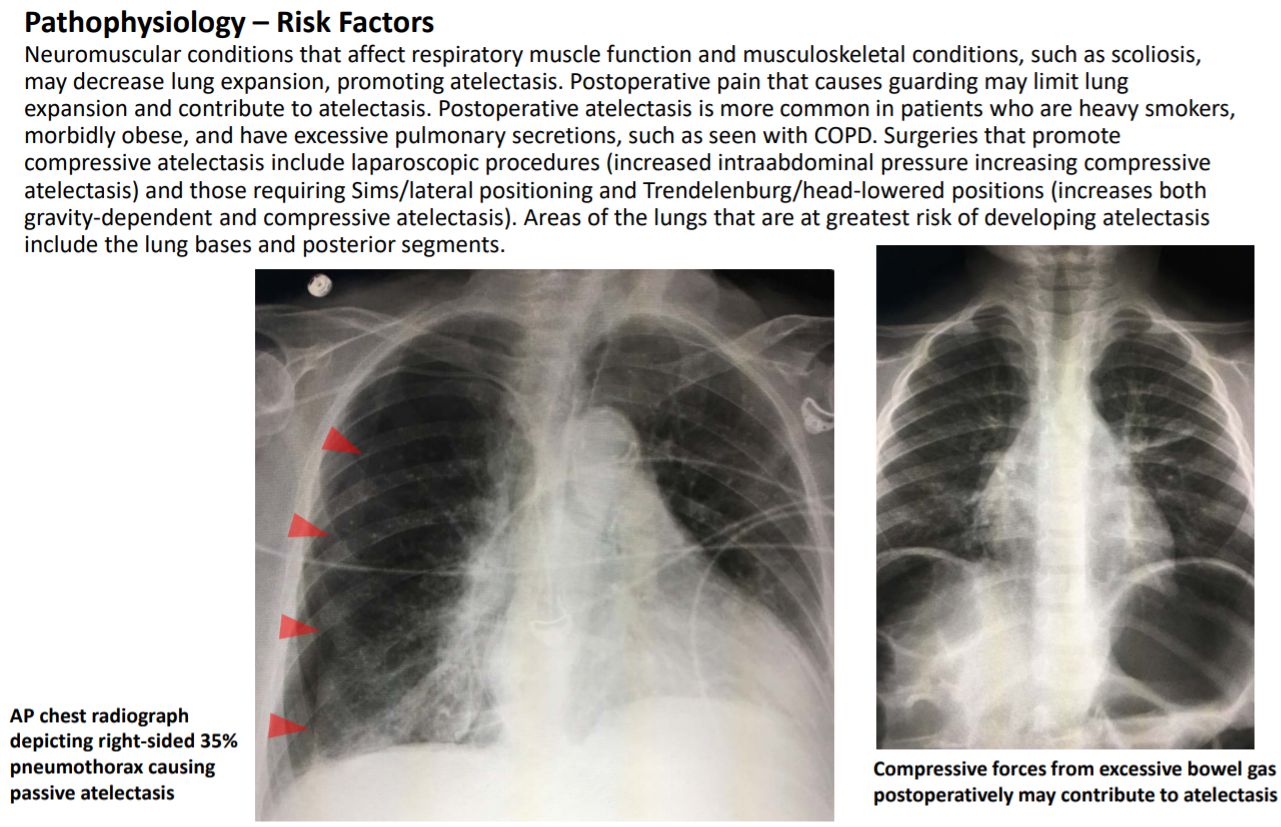 Pathophysiology – Risk Factors
Neuromuscular conditions that affect respiratory muscle function and musculoskeletal conditions, such as scoliosis,
may decrease lung expansion, promoting atelectasis. Postoperative pain that causes guarding may limit lung
expansion and contribute to atelectasis. Postoperative atelectasis is more common in patients who are heavy smokers,
morbidly obese, and have excessive pulmonary secretions, such as seen with COPD. Surgeries that promote
compressive atelectasis include laparoscopic procedures (increased intraabdominal pressure increasing compressive
atelectasis) and those requiring Sims/lateral positioning and Trendelenburg/head-lowered positions (increases both
gravity-dependent and compressive atelectasis). Areas of the lungs that are at greatest risk of developing atelectasis
include the lung bases and posterior segments.
AP chest radiograph
depicting right-sided 35%
pneumothorax causing
passive atelectasis
Compressive forces from excessive bowel gas
postoperatively may contribute to atelectasis